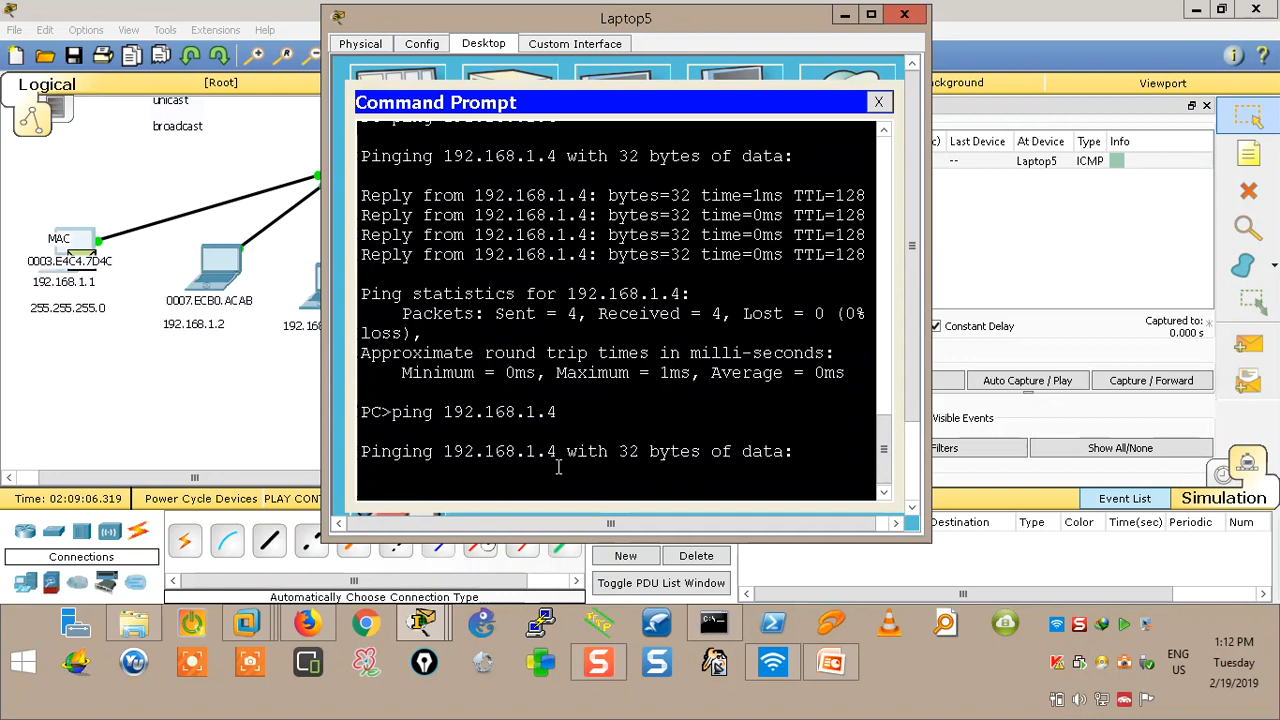 Laptop5
File Edit Options View Tools Extensions Help
Physical Config Desktop Custom Interface
Logical
[Root]
Viewport
unicast
broadcast
Command Prompt
X
Last Device At Device Type Info
-- Laptop5 ICMP
Pinging 192.168.1.4 with 32 bytes of data:
Reply from 192.168.1.4: bytes=32 time=1ms TTL=128
Reply from 192.168.1.4: bytes=32 time=0ms TTL=128
Reply from 192.168.1.4: bytes=32 time=0ms TTL=128
Reply from 192.168.1.4: bytes=32 time=0ms TTL=128
Ping statistics for 192.168.1.4:
Packets: Sent = 4, Received = 4, Lost = 0 (0%
loss),
Approximate round trip times in milli-seconds:
Minimum = 0ms, Maximum = 1ms, Average = 0ms
PC>ping 192.168.1.4
Pinging 192.168.1.4 with 32 bytes of data:
MAC
0003.E4C4.7D4C
192.168.1.1
255.255.255.0
0007.ECB0.ACAB
192.168.1.2
Constant Delay
Captured to:
0.000 s
Auto Capture / Play
Capture / Forward
Visible Events
Filters
Show All/None
Time: 02:09:06.319 Power Cycle Devices
Event List
Simulation
Connections
Automatically Choose Connection Type
New
Delete
Toggle PDU List Window
Destination Type Color Time(sec) Periodic Num
ENG
US
1:12 PM
Tuesday
2/19/2019